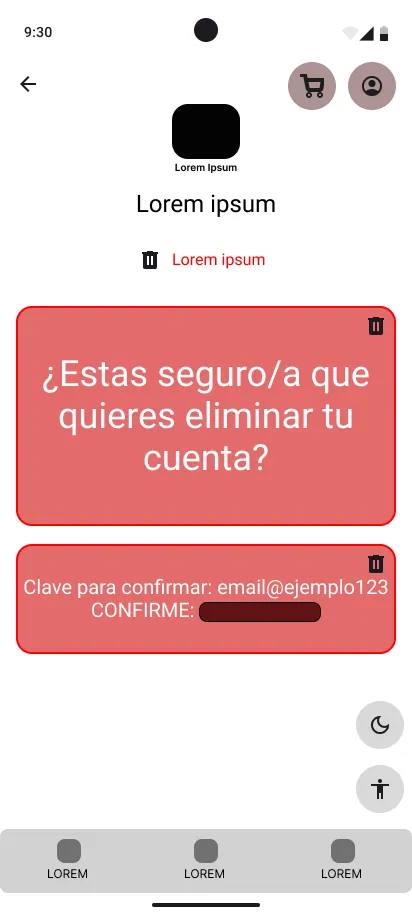 9:30
Lorem Ipsum
Lorem ipsum
Lorem ipsum
¿Estas seguro/a que
quieres eliminar tu
cuenta?
Clave para confirmar: email@ejemplo123
CONFIRME:
LOREM
LOREM
LOREM